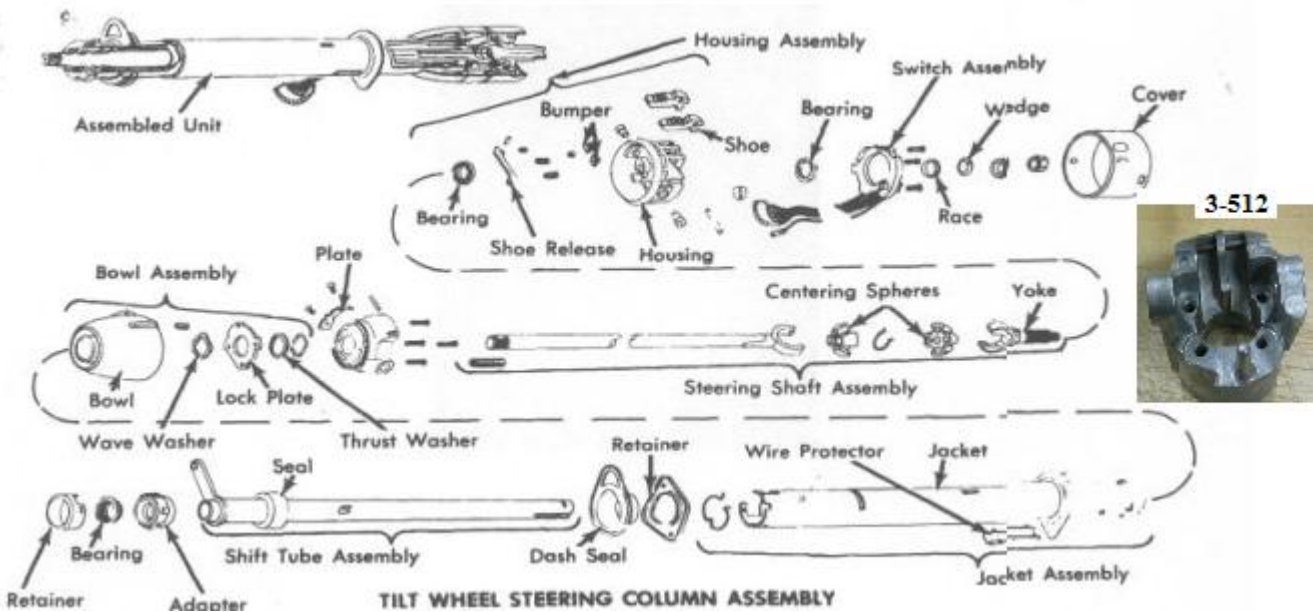 Housing Assembly
Switch Assembly
Cover
Wedge
Bearing
Bumper
Shoe
Assembled Unit
Bearing
Shoe Release
Housing
Race
3-512
Bowl Assembly
Plate
Centering Spheres
Yoke
Bowl
Lock Plate
Steering Shaft Assembly
Wave Washer
Thrust Washer
Seal
Retainer
Wire Protector
Jacket
Retainer
Bearing
Adapter
Shift Tube Assembly
Dash Seal
Jacket Assembly
TILT WHEEL STEERING COLUMN ASSEMBLY